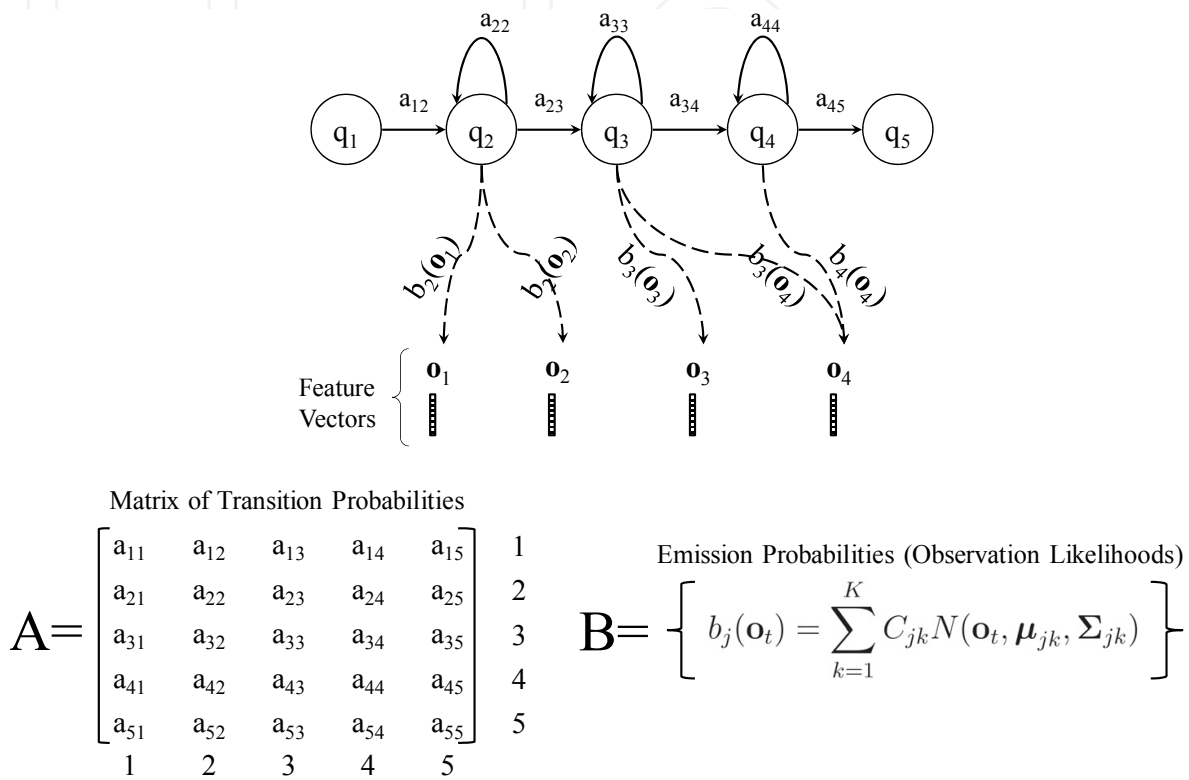 a₂₂ a₃₃ a₄₄
a₁₂ a₂₃ a₃₄ a₄₅
q₁ q₂ q₃ q₄ q₅
b₂(o₁) b₂(o₂) b₃(o₃) b₃(o₄) b₄(o₄)
o₁ o₂ o₃ o₄
Feature
Vectors
Matrix of Transition Probabilities
a₁₁ a₁₂ a₁₃ a₁₄ a₁₅ 1
a₂₁ a₂₂ a₂₃ a₂₄ a₂₅ 2
A= a₃₁ a₃₂ a₃₃ a₃₄ a₃₅ 3
a₄₁ a₄₂ a₄₃ a₄₄ a₄₅ 4
a₅₁ a₅₂ a₅₃ a₅₄ a₅₅ 5
1 2 3 4 5
Emission Probabilities (Observation Likelihoods)
B= { bⱼ(oₜ) = ∑ₖ₌₁ᴷ Cⱼₖ N(oₜ, μⱼₖ, Σⱼₖ) }